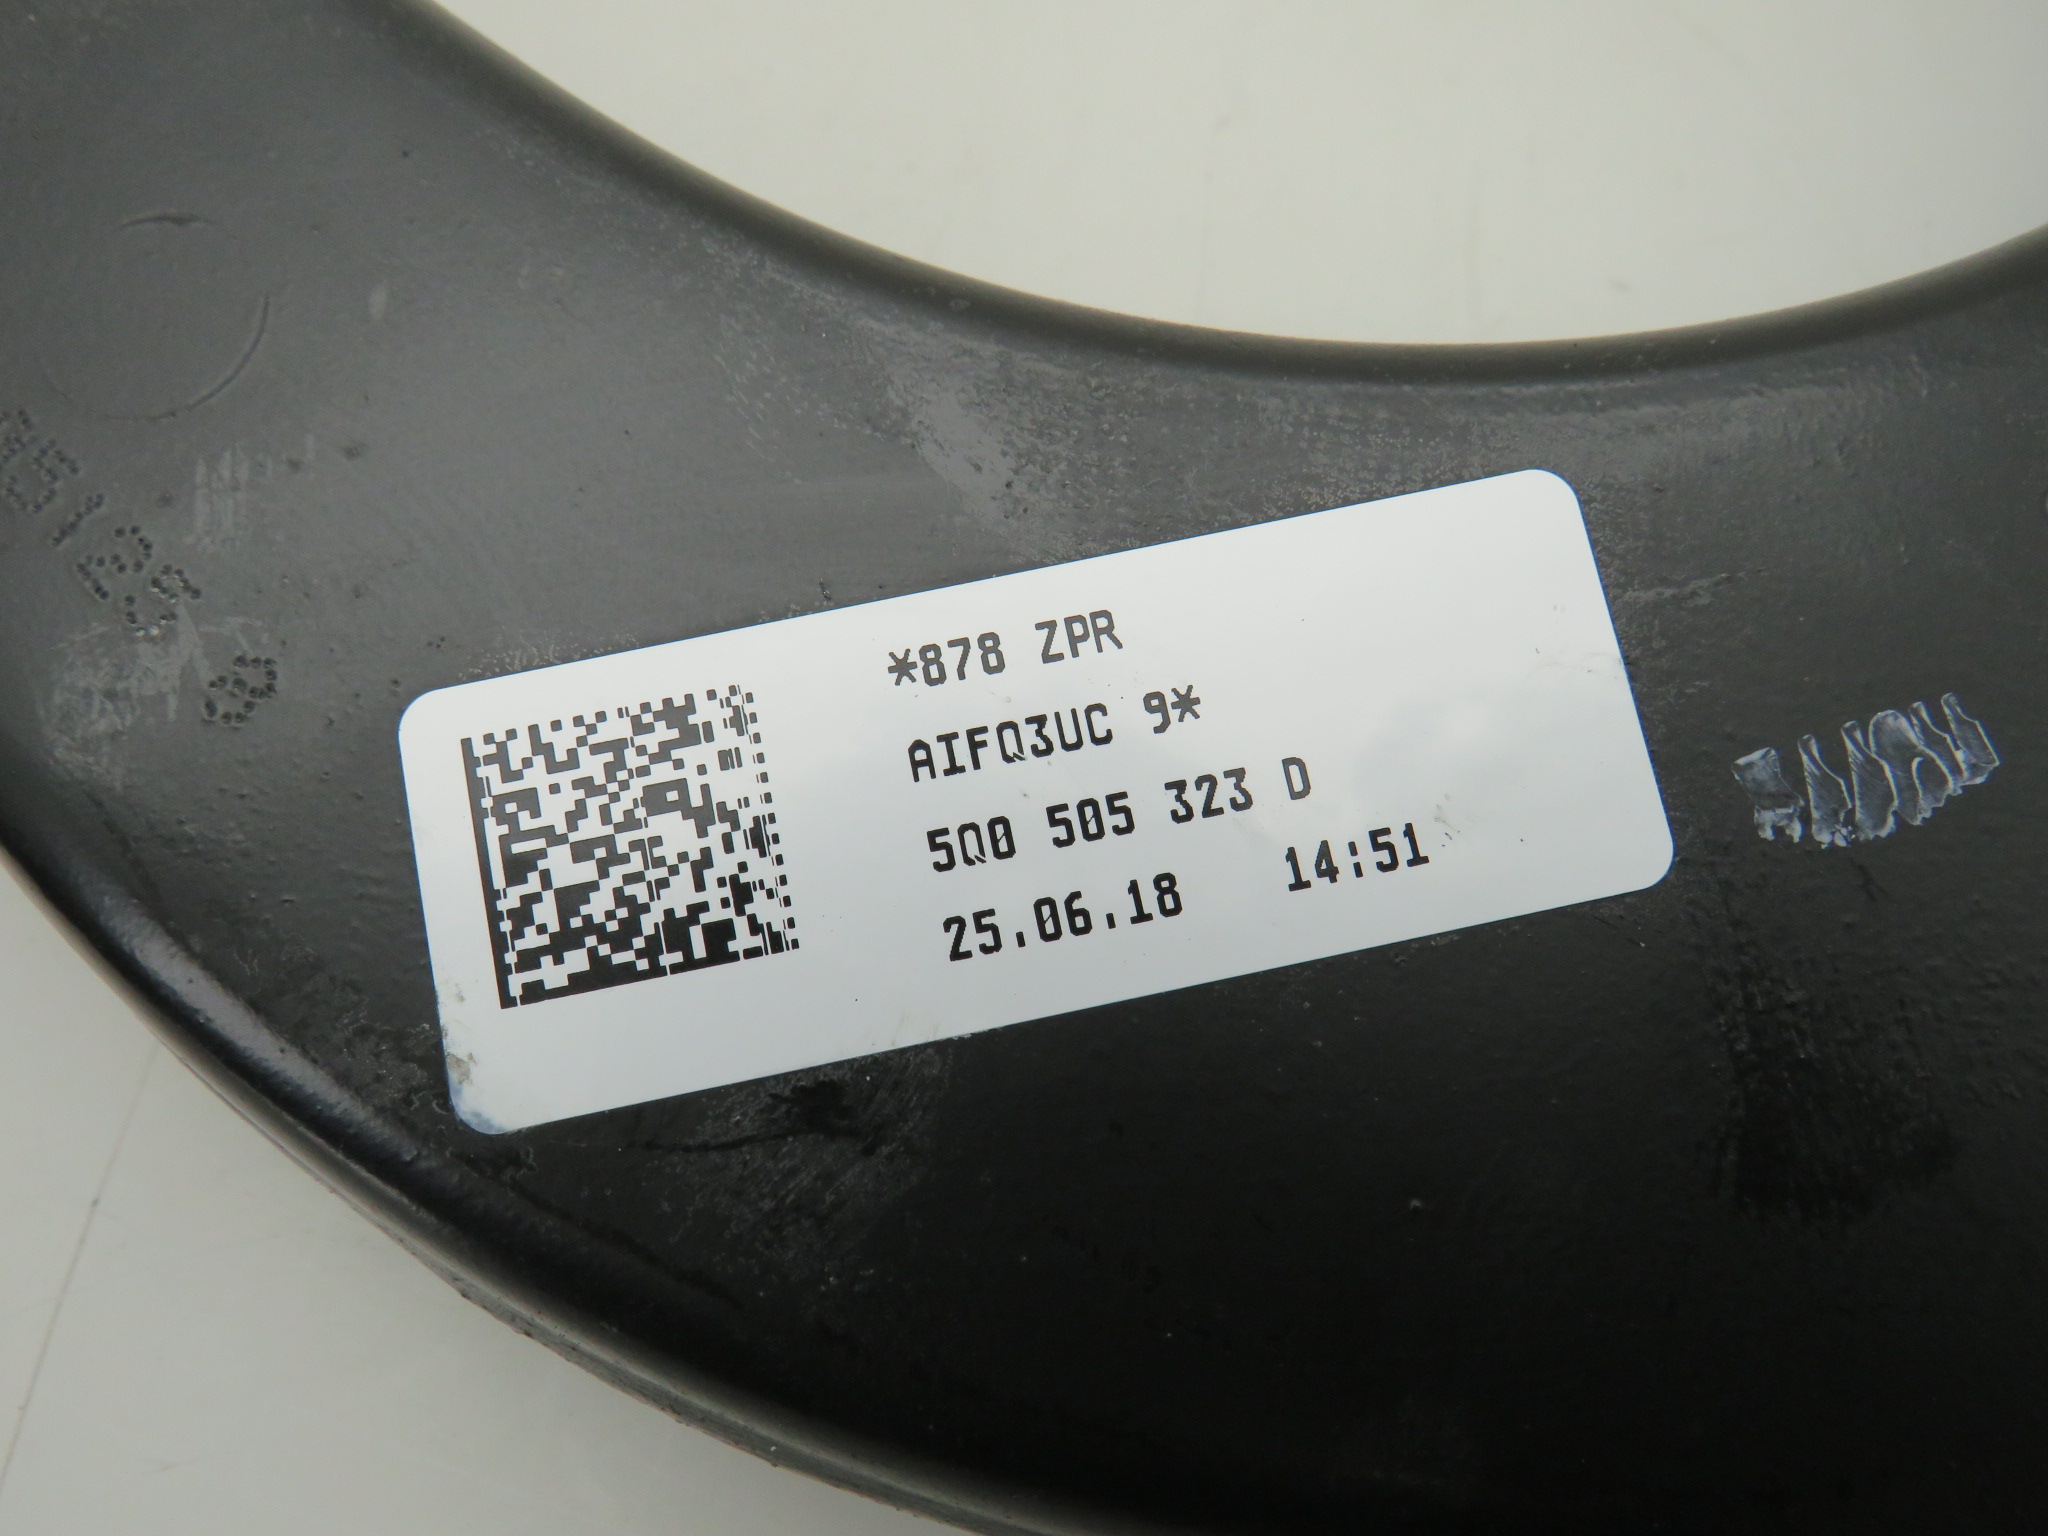 *878 ZPR
AIFQ3UC 9*
5Q0 505 323 D
25.06.18 14:51